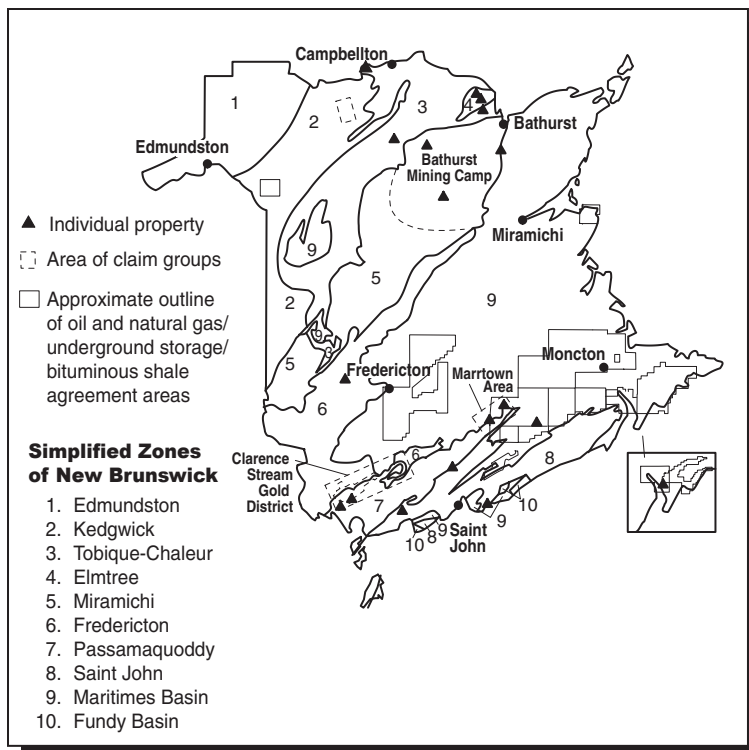 Campbellton
1
2
3
4
Bathurst
Edmundston
Bathurst
Mining Camp
Individual property
Miramichi
Area of claim groups
9
5
Approximate outline
of oil and natural gas/
underground storage/
bituminous shale
agreement areas
2
9
9
3
5
Moncton
Fredericton
Marrtown
Area
6
Simplified Zones
of New Brunswick
Clarence
Stream
Gold
District
6
8
7
10
9
Saint
John
10
8
9
1. Edmundston
2. Kedgwick
3. Tobique-Chaleur
4. Elmtree
5. Miramichi
6. Fredericton
7. Passamaquoddy
8. Saint John
9. Maritimes Basin
10. Fundy Basin